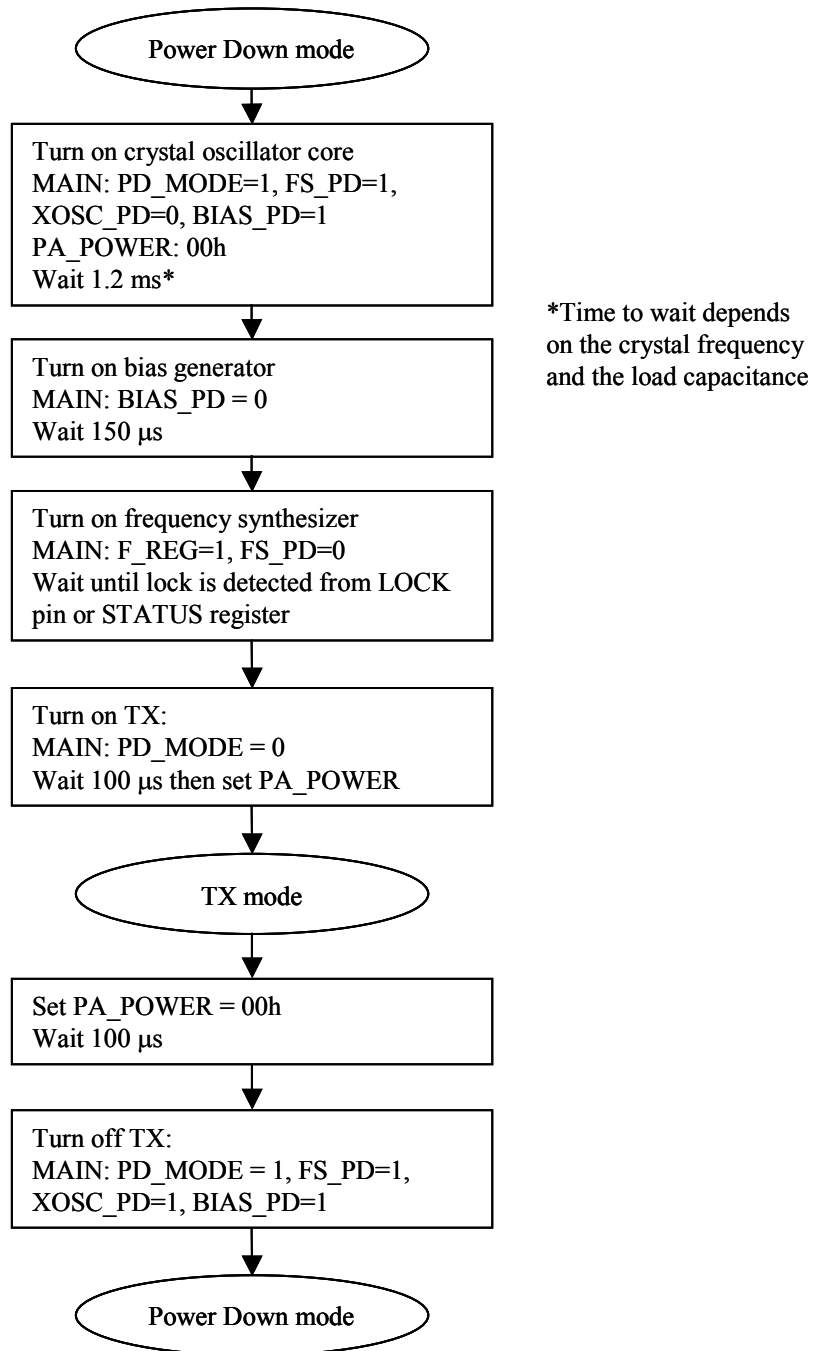 Power Down mode
Turn on crystal oscillator core
MAIN: PD_MODE=1, FS_PD=1,
XOSC_PD=0, BIAS_PD=1
PA_POWER: 00h
Wait 1.2 ms*
*Time to wait depends
on the crystal frequency
and the load capacitance
Turn on bias generator
MAIN: BIAS_PD = 0
Wait 150 μs
Turn on frequency synthesizer
MAIN: F_REG=1, FS_PD=0
Wait until lock is detected from LOCK
pin or STATUS register
Turn on TX:
MAIN: PD_MODE = 0
Wait 100 μs then set PA_POWER
TX mode
Set PA_POWER = 00h
Wait 100 μs
Turn off TX:
MAIN: PD_MODE = 1, FS_PD=1,
XOSC_PD=1, BIAS_PD=1
Power Down mode